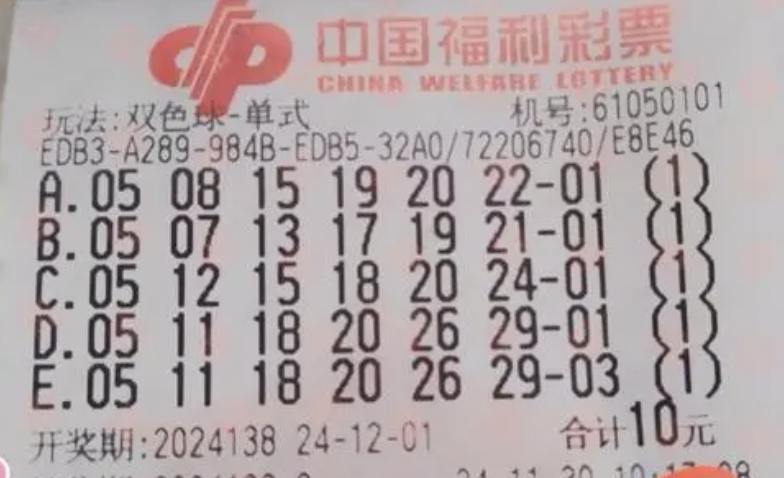 中国福利彩票
CHINA WELFARE LOTTERY
玩法:双色球-单式 机号:61050101
EDB3-A289-984B-EDB5-32A0/72206740/E8E46
A.05 08 15 19 20 22-01 (1)
B.05 07 13 17 19 21-01 (1)
C.05 12 15 18 20 24-01 (1)
D.05 11 18 20 26 29-01 (1)
E.05 11 18 20 26 29-03 (1)
开奖期:2024138 24-12-01 合计10元